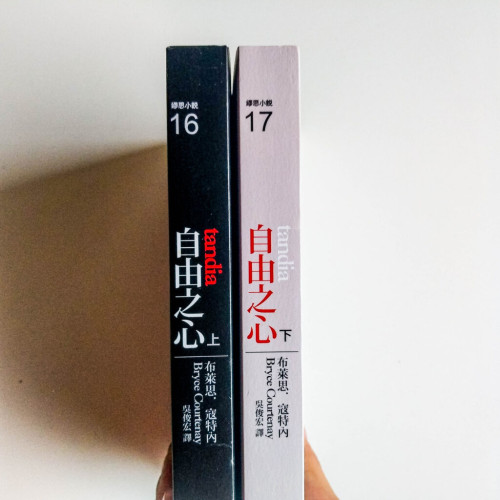 繆思小說
16
tandia
自由之心 上
布萊思．寇特內
Bryce Courtenay
吳俊宏 譯
繆思小說
17
tandia
自由之心 下
布萊思．寇特內
Bryce Courtenay
吳俊宏 譯